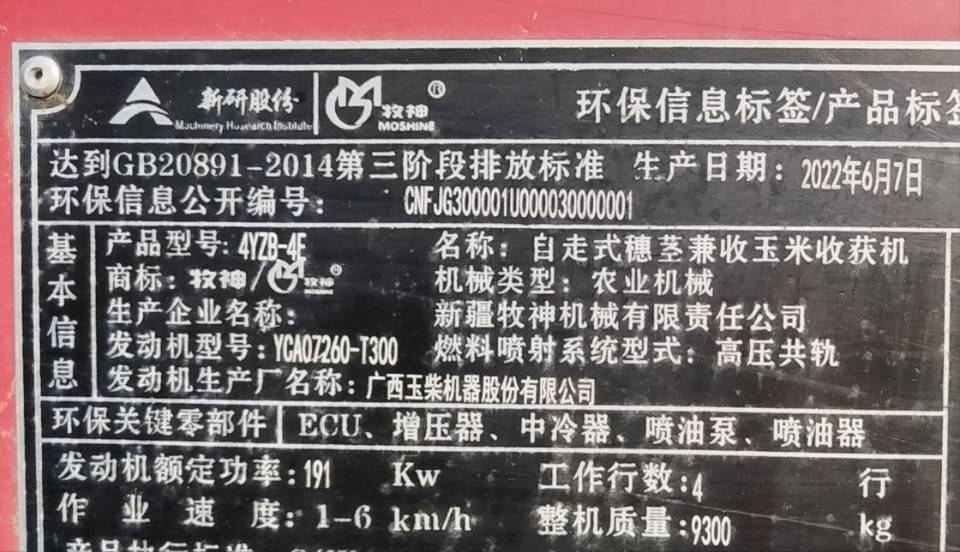 新研股份 牧神® 环保信息标签/产品标签
Machinery Research Institute MOSHINE
达到GB20891-2014第三阶段排放标准 生产日期: 2022年6月7日
环保信息公开编号: CNFJG300001U000030000001
基本信息
产品型号: 4YZB-4E 名称: 自走式穗茎兼收玉米收获机
商标: 牧神/牧神® MOSHINE 机械类型: 农业机械
生产企业名称: 新疆牧神机械有限责任公司
发动机型号: YCA07260-T300 燃料喷射系统型式: 高压共轨
发动机生产厂名称: 广西玉柴机器股份有限公司
环保关键零部件 ECU、增压器、中冷器、喷油泵、喷油器
发动机额定功率: 191 Kw 工作行数: 4 行
作业速度: 1-6 km/h 整机质量: 9300 kg
产品执行标准: